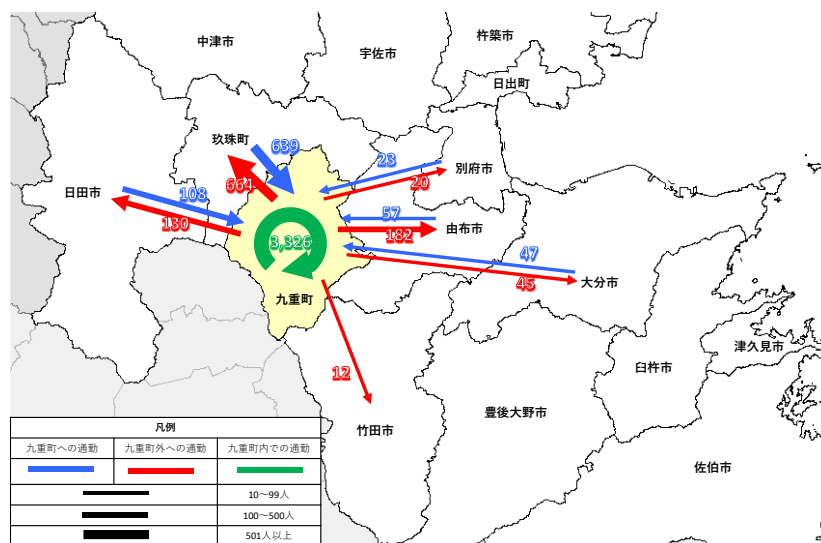 中津市
宇佐市
杵築市
日出町
玖珠町
639
23
別府市
664
20
日田市
108
57
130
3,326
182
由布市
47
45
大分市
九重町
12
津久見市
臼杵市
竹田市
豊後大野市
佐伯市
凡例
九重町への通勤 九重町外への通勤 九重町内での通勤
10～99人
100～500人
501人以上